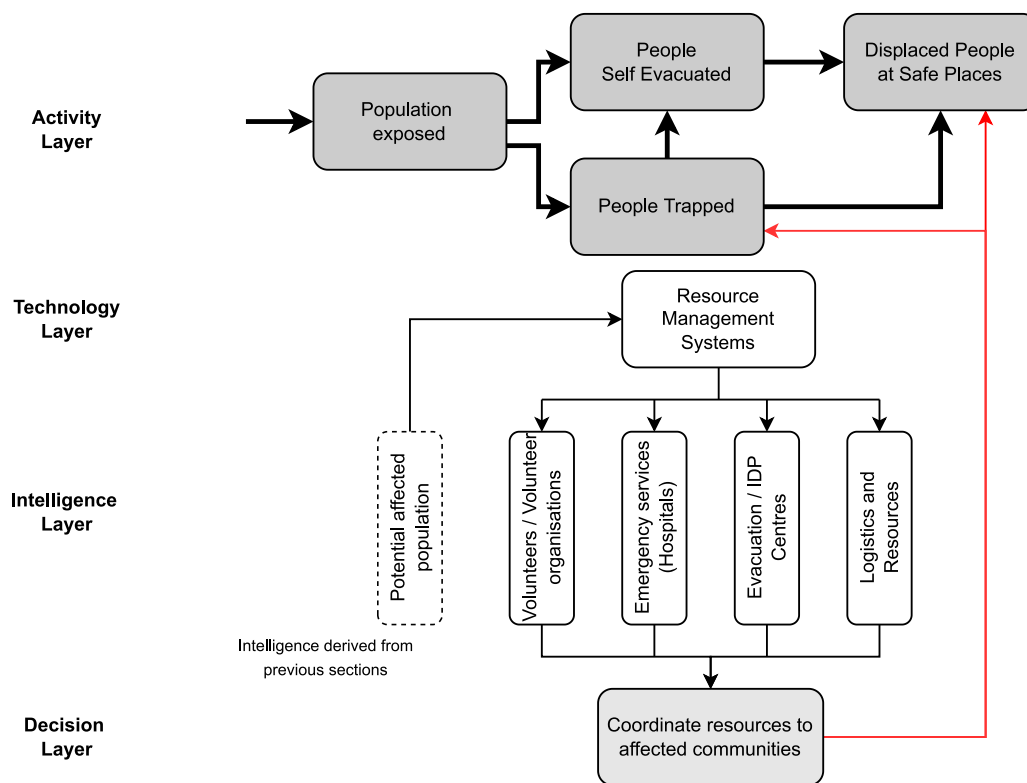 Activity
Layer
Population
exposed
People
Self Evacuated
Displaced People
at Safe Places
People Trapped
Technology
Layer
Resource
Management
Systems
Intelligence
Layer
Potential affected
population
Volunteers / Volunteer
organisations
Emergency services
(Hospitals)
Evacuation / IDP
Centres
Logistics and
Resources
Intelligence derived from
previous sections
Decision
Layer
Coordinate resources to
affected communities